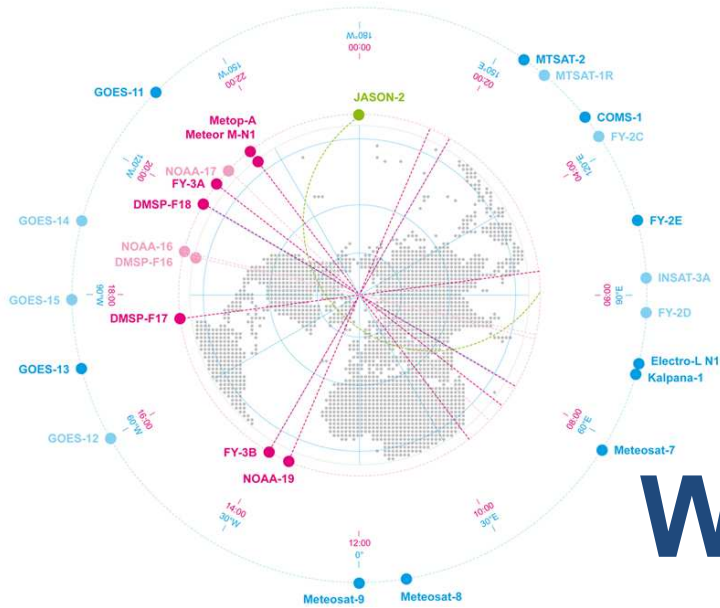 180°W
00:00
150°W
22:00
150°E
02:00
MTSAT-2
MTSAT-1R
GOES-11
JASON-2
Metop-A
Meteor M-N1
COMS-1
FY-2C
120°W
20:00
NOAA-17
FY-3A
120°E
04:00
DMSP-F18
GOES-14
FY-2E
NOAA-16
DMSP-F16
INSAT-3A
GOES-15
90°W
18:00
06:00
90°E
FY-2D
DMSP-F17
GOES-13
Electro-L N1
Kalpana-1
16:00
60°W
08:00
60°E
GOES-12
FY-3B
NOAA-19
Meteosat-7
W
14:00
30°W
10:00
30°E
12:00
0°
Meteosat-9
Meteosat-8